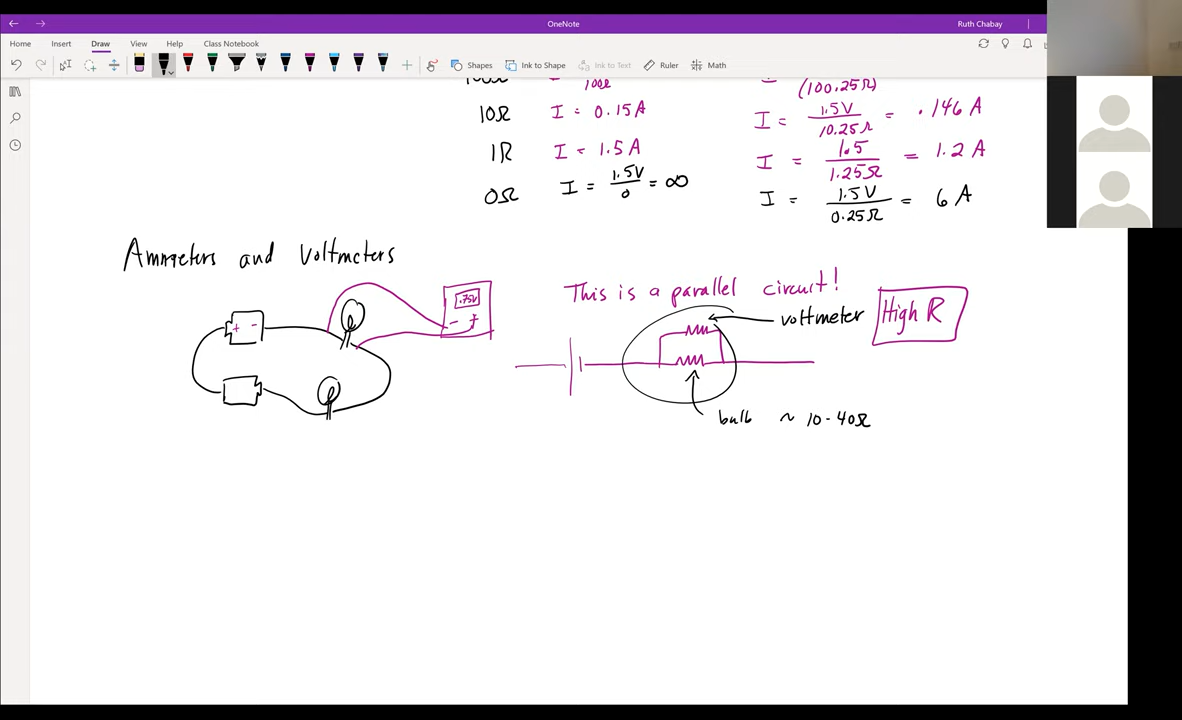 OneNote
Ruth Chabay
Home Insert Draw View Help Class Notebook
Shapes Ink to Shape Ink to Text Ruler Math
100Ω
100Ω
I =
(100.25Ω)
10Ω I = 0.15A I = 1.5V / 10.25Ω = .146 A
1Ω I = 1.5 A I = 1.5 / 1.25Ω = 1.2 A
0Ω I = 1.5V / 0 = ∞ I = 1.5V / 0.25Ω = 6 A
Ammeters and Voltmeters
+ -
.75V
- +
This is a parallel circuit!
voltmeter
High R
bulb ~ 10-40Ω